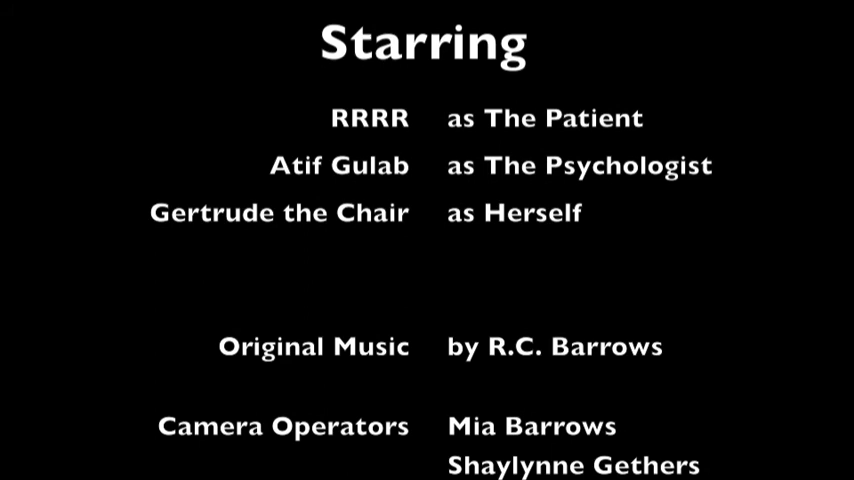 Starring
RRRR as The Patient
Atif Gulab as The Psychologist
Gertrude the Chair as Herself
Original Music by R.C. Barrows
Camera Operators Mia Barrows
Shaylynne Gethers